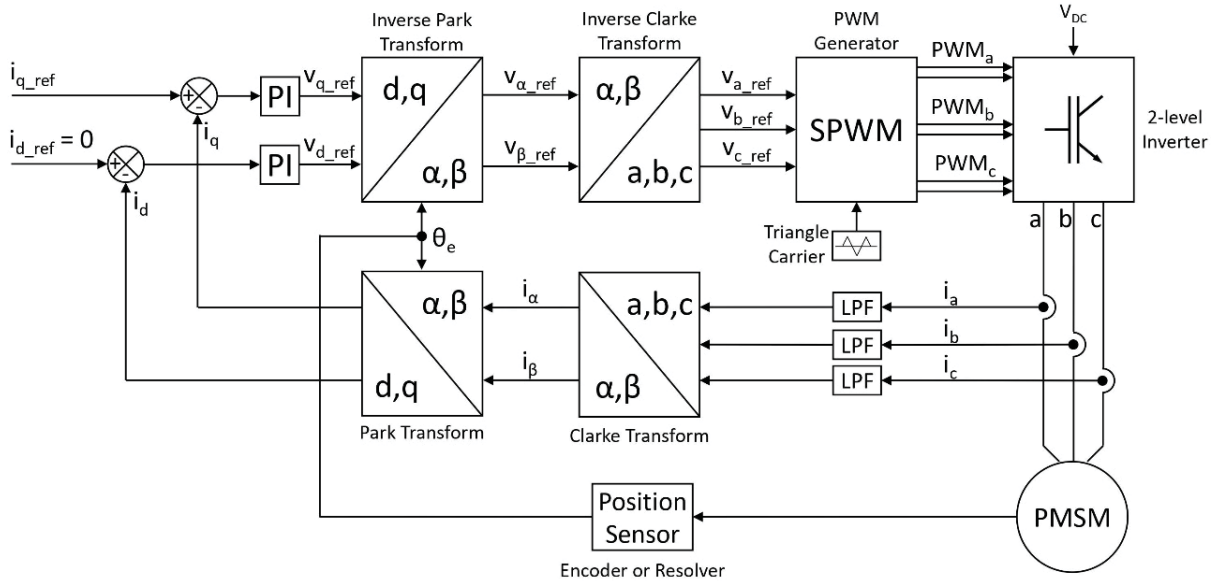 Inverse Park
Transform
Inverse Clarke
Transform
PWM
Generator
V_DC
i_q_ref
+
-
PI
v_q_ref
d,q
α,β
v_α_ref
α,β
a,b,c
v_a_ref
SPWM
PWM_a
v_b_ref
PWM_b
2-level
Inverter
i_d_ref = 0
+
-
i_q
PI
v_d_ref
v_β_ref
v_c_ref
PWM_c
i_d
a
b
c
θ_e
Triangle
Carrier
α,β
d,q
i_α
a,b,c
α,β
LPF
i_a
LPF
i_b
i_β
LPF
i_c
Park Transform
Clarke Transform
Position
Sensor
PMSM
Encoder or Resolver